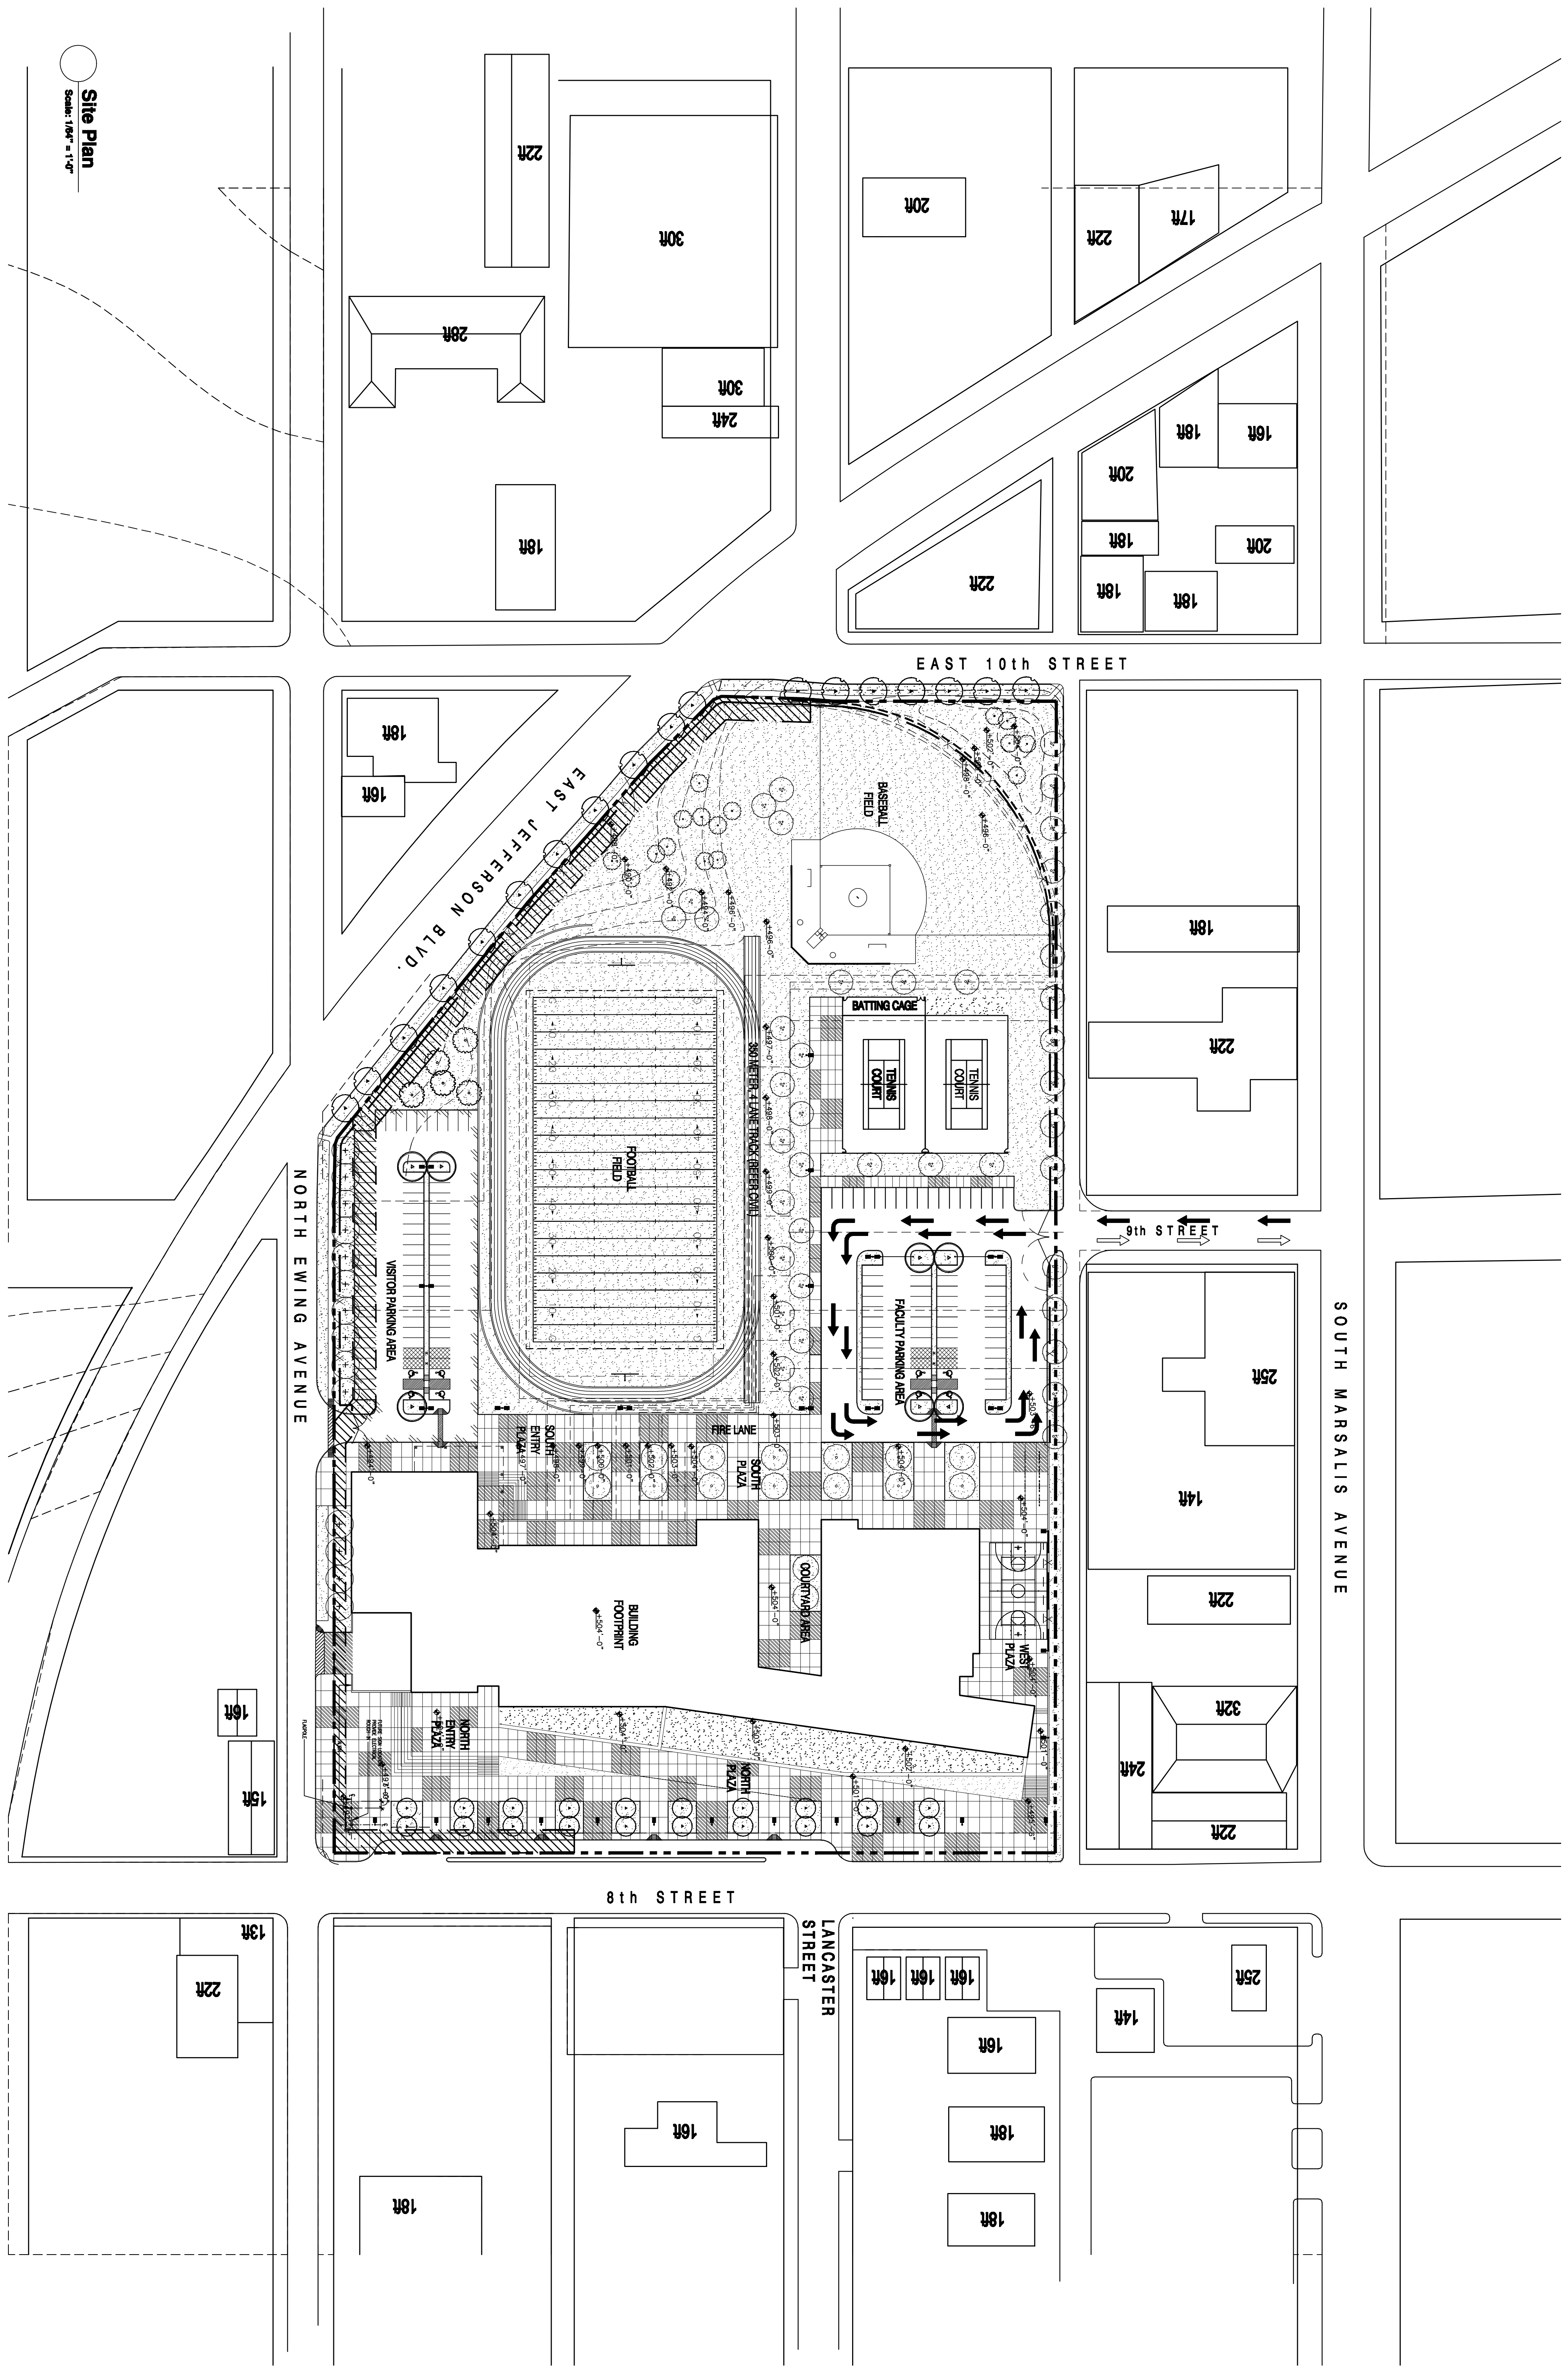 Site Plan
Scale: 1/64" = 1'-0"
22ft
30ft
20ft
22ft
17ft
28ft
30ft
24ft
18ft
18ft
16ft
20ft
18ft
20ft
18ft
18ft
22ft
EAST 10th STREET
18ft
16ft
EAST JEFFERSON BLVD.
BASEBALL
FIELD
BATTING CAGE
TENNIS
COURT
TENNIS
COURT
350 METER, 4 LANE TRACK (REFER CIVIL)
FOOTBALL
FIELD
18ft
22ft
9th STREET
NORTH EWING AVENUE
VISITOR PARKING AREA
FACULTY PARKING AREA
SOUTH MARSALIS AVENUE
25ft
14ft
22ft
FIRE LANE
SOUTH
ENTRY
PLAZA
SOUTH
PLAZA
COURTYARD AREA
BUILDING
FOOTPRINT
+504'-0"
WEST
PLAZA
NORTH
ENTRY
PLAZA
NORTH
PLAZA
FLAGPOLE
16ft
15ft
32ft
24ft
22ft
8th STREET
LANCASTER
STREET
13ft
22ft
16ft
16ft
16ft
25ft
14ft
16ft
16ft
18ft
18ft
18ft